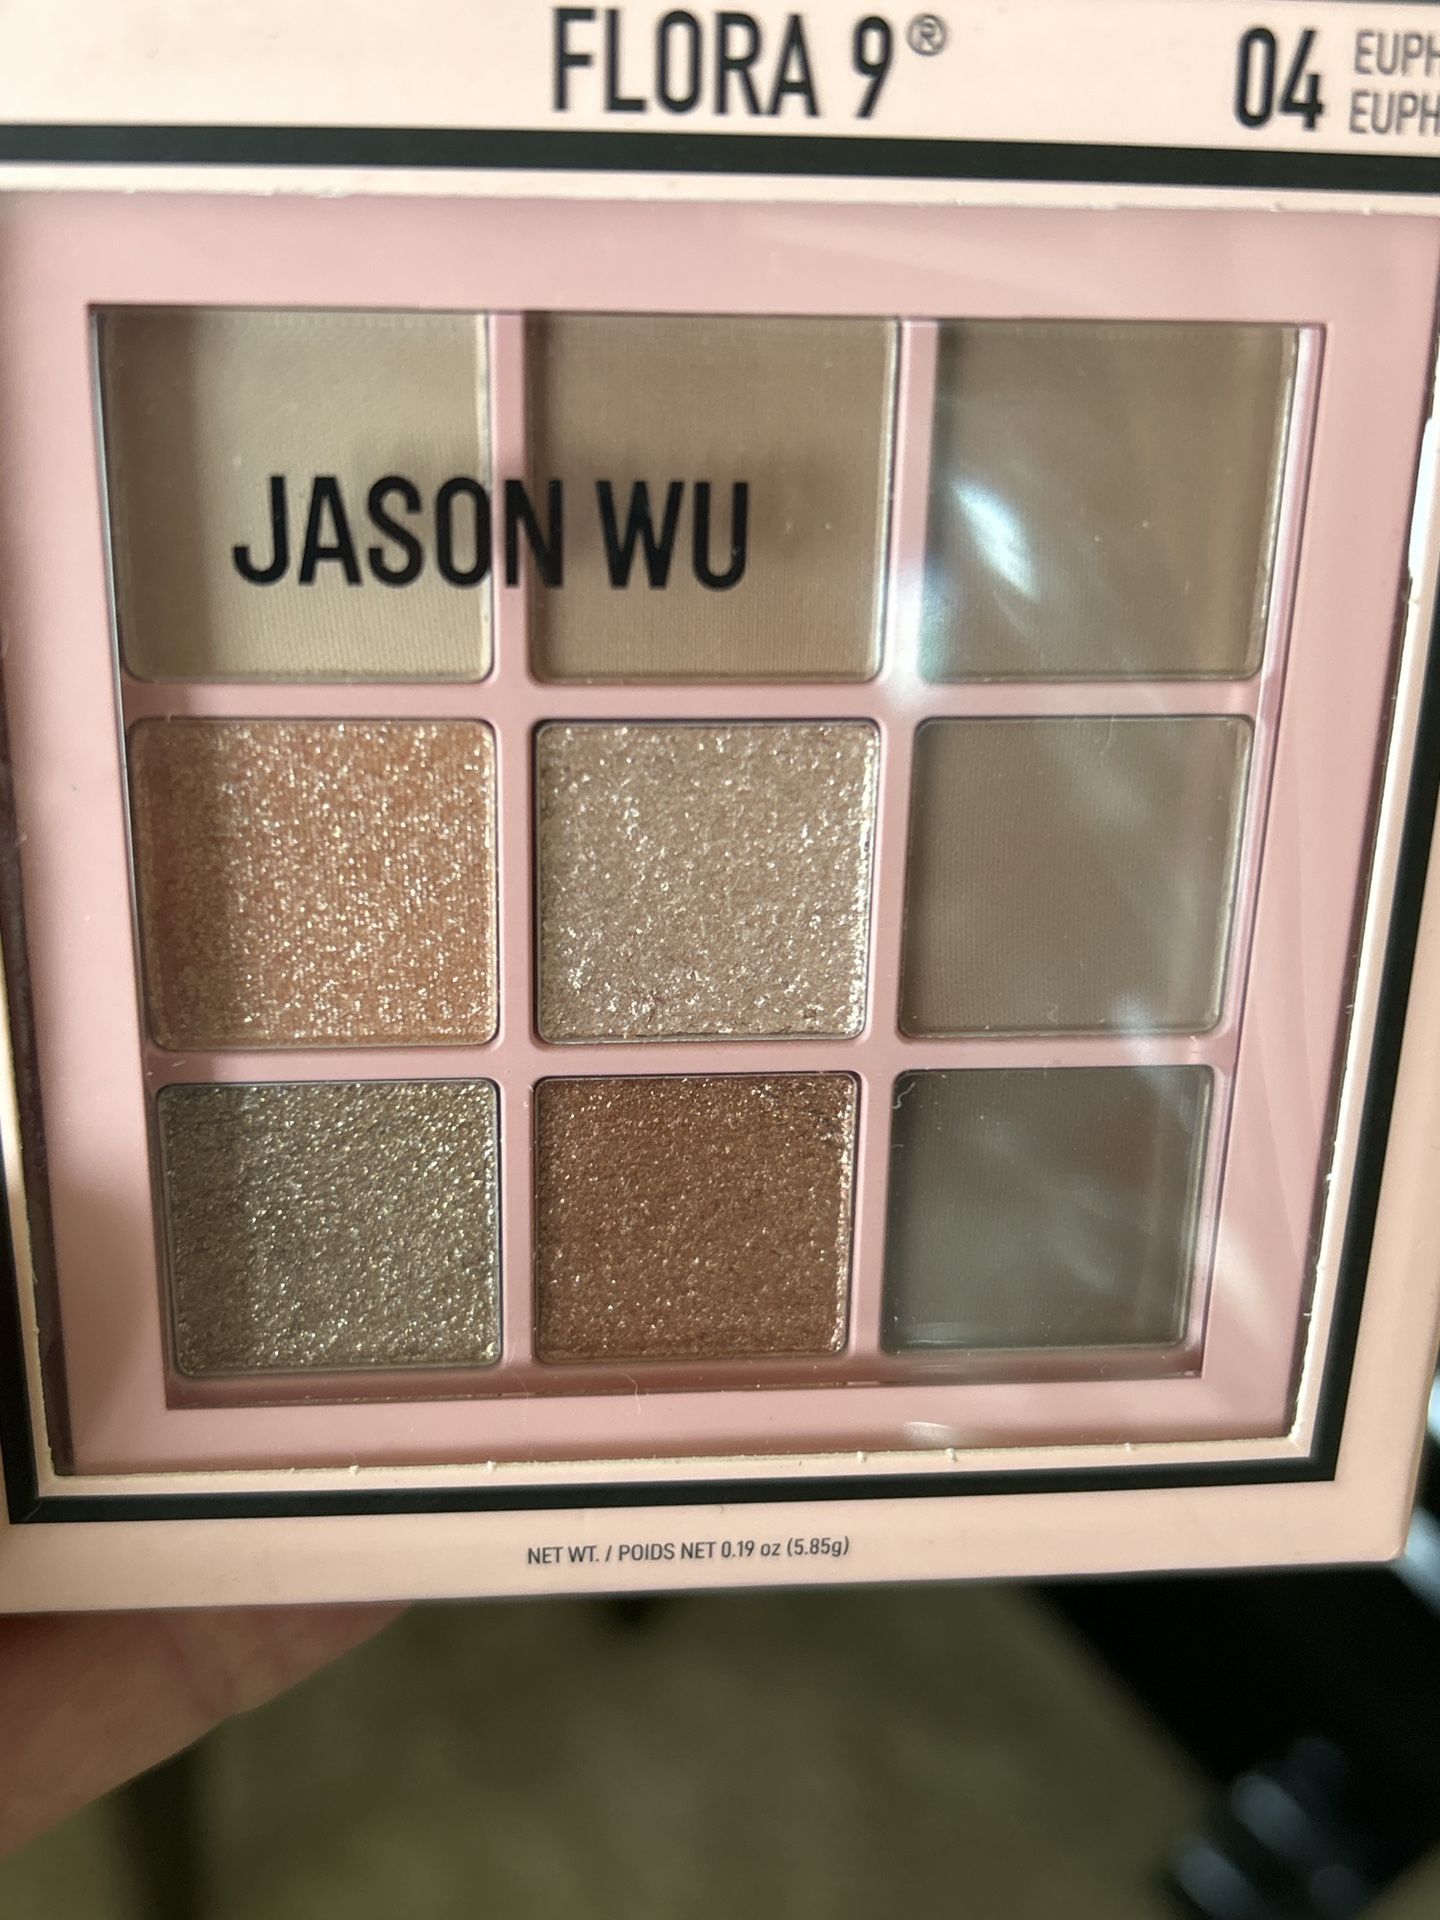 FLORA 9®
04
JASON WU
NET WT. / POIDS NET 0.19 oz (5.85g)